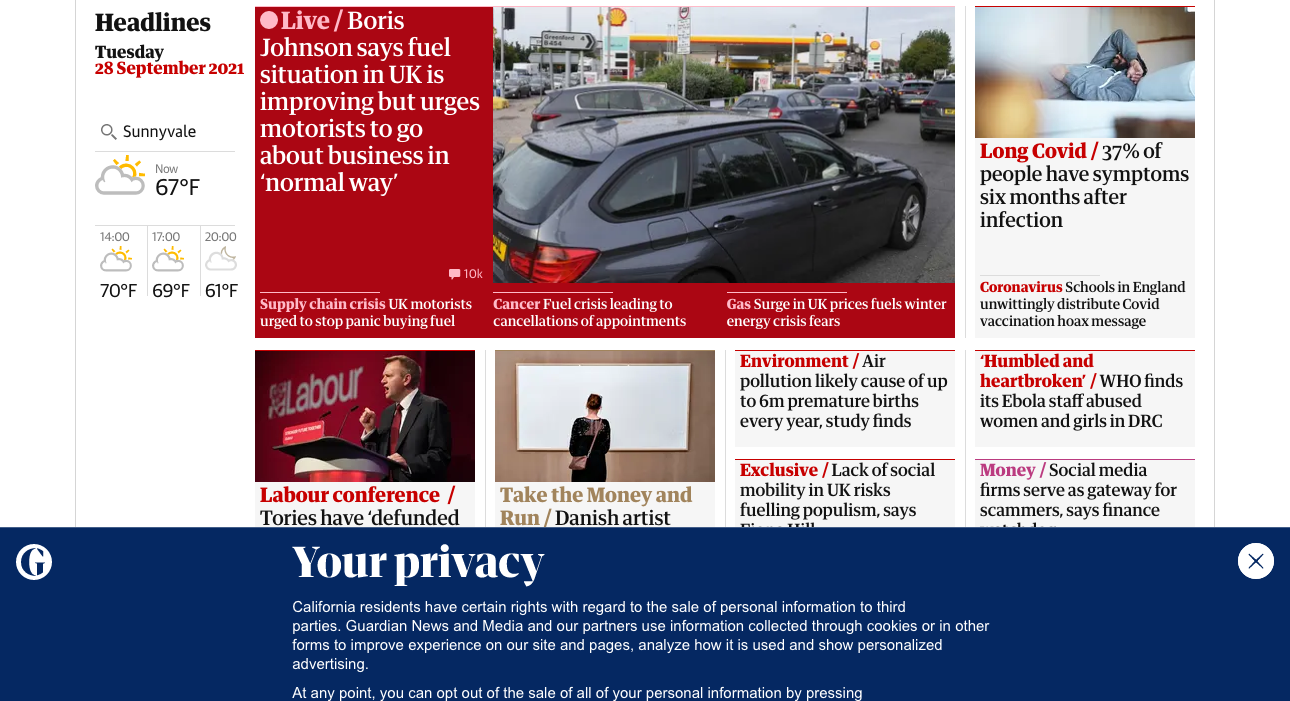 Headlines
Tuesday
28 September 2021
Sunnyvale
Now
67°F
14:00
70°F
17:00
69°F
20:00
61°F
Live / Boris
Johnson says fuel
situation in UK is
improving but urges
motorists to go
about business in
‘normal way’
10k
Greenford
B454
Supply chain crisis UK motorists
urged to stop panic buying fuel
Cancer Fuel crisis leading to
cancellations of appointments
Gas Surge in UK prices fuels winter
energy crisis fears
Long Covid / 37% of
people have symptoms
six months after
infection
Coronavirus Schools in England
unwittingly distribute Covid
vaccination hoax message
Labour
Labour conference /
Tories have ‘defunded
Take the Money and
Run / Danish artist
Environment / Air
pollution likely cause of up
to 6m premature births
every year, study finds
Exclusive / Lack of social
mobility in UK risks
fuelling populism, says
‘Humbled and
heartbroken’ / WHO finds
its Ebola staff abused
women and girls in DRC
Money / Social media
firms serve as gateway for
scammers, says finance
G
Your privacy
California residents have certain rights with regard to the sale of personal information to third
parties. Guardian News and Media and our partners use information collected through cookies or in other
forms to improve experience on our site and pages, analyze how it is used and show personalized
advertising.
At any point, you can opt out of the sale of all of your personal information by pressing